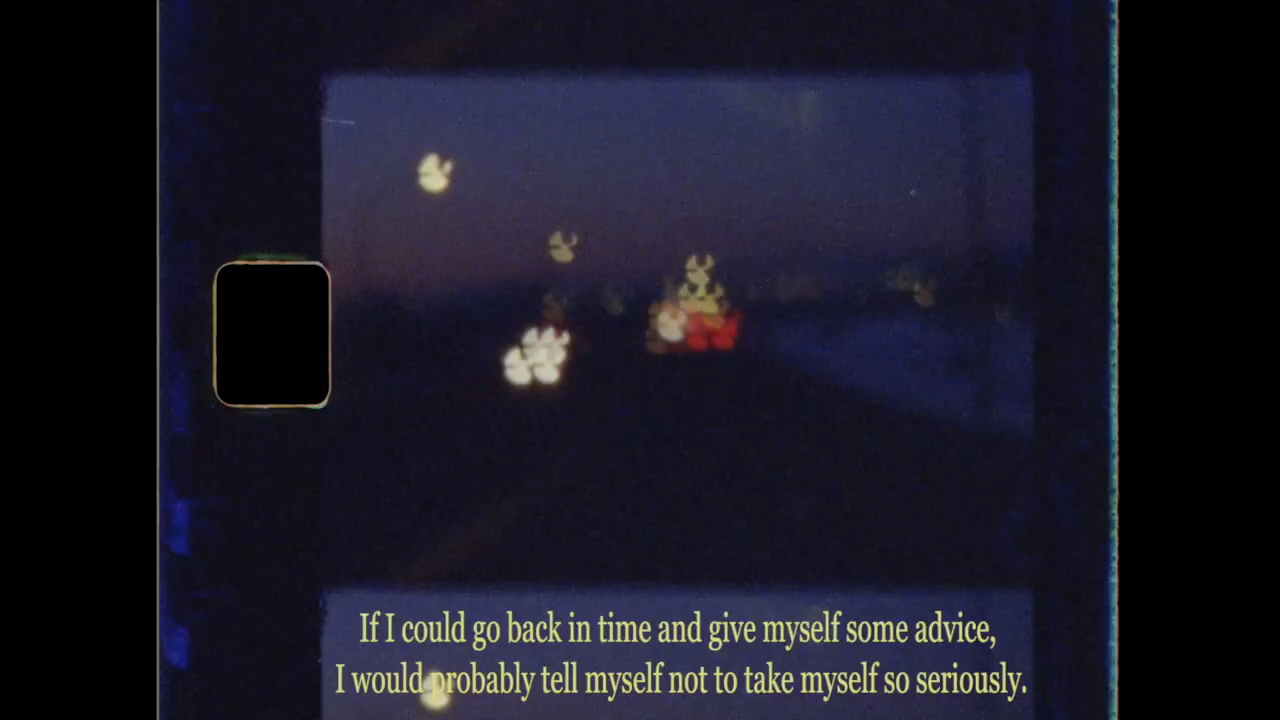 If I could go back in time and give myself some advice,
I would probably tell myself not to take myself so seriously.